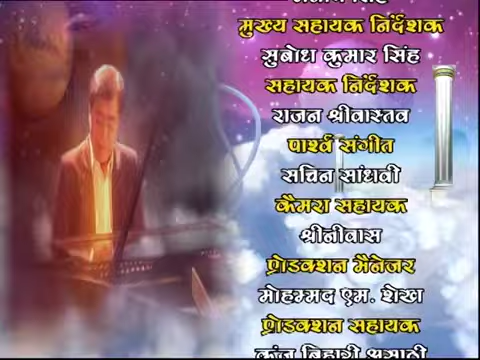 मुख्य सहायक निर्देशक
सुबोध कुमार सिंह
सहायक निर्देशक
राजन श्रीवास्तव
पार्श्व संगीत
सचिन सांघवी
कैमरा सहायक
श्रीनीवास
प्रोडक्शन मैनेजर
मोहम्मद एम. शेख
प्रोडक्शन सहायक